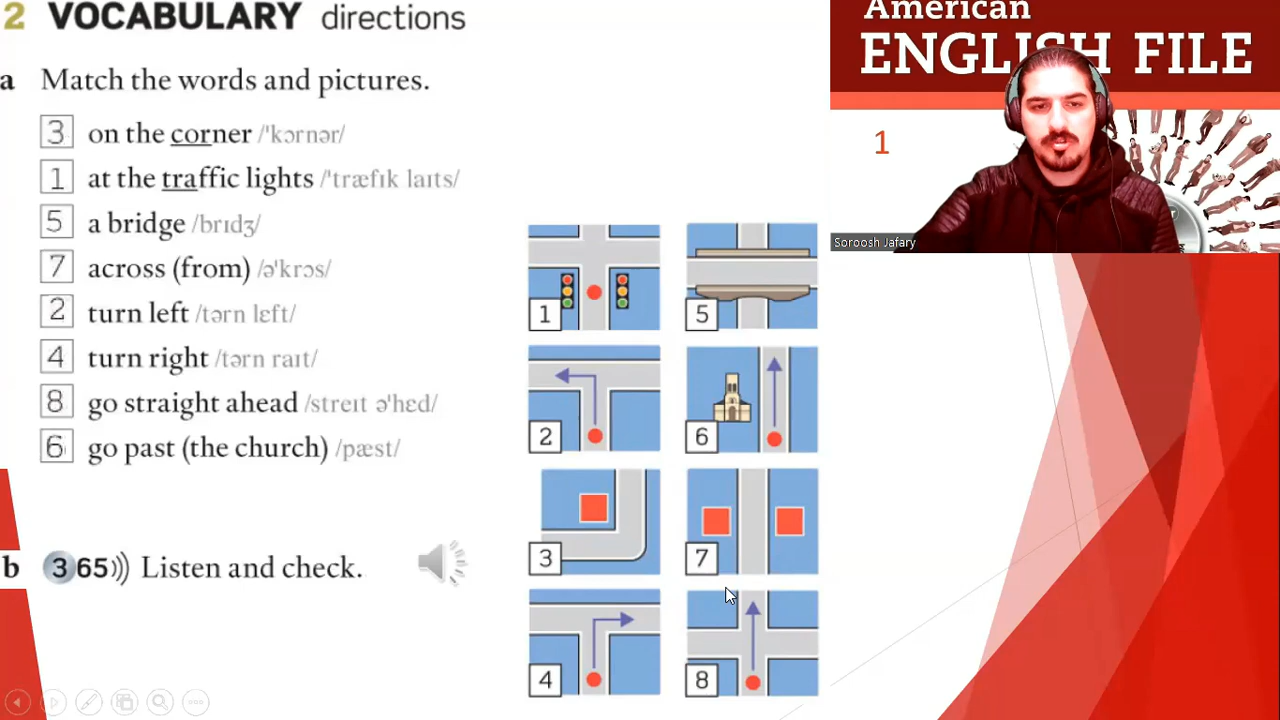 2 VOCABULARY directions
a Match the words and pictures.
3 on the corner /ˈkɔrnər/
1 at the traffic lights /ˈtræfɪk laɪts/
5 a bridge /brɪdʒ/
7 across (from) /əˈkrɔs/
2 turn left /tərn lɛft/
4 turn right /tərn raɪt/
8 go straight ahead /streɪt əˈhɛd/
6 go past (the church) /pæst/
b 3 65))) Listen and check.
1
5
2
6
3
7
4
8
American
ENGLISH FILE
1
Soroosh Jafary